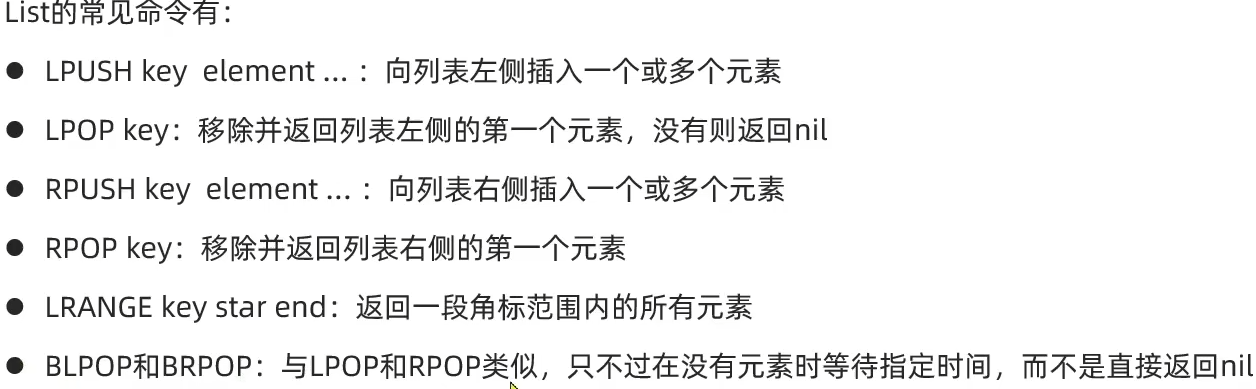 List的常见命令有：
● LPUSH key element ... ：向列表左侧插入一个或多个元素
● LPOP key：移除并返回列表左侧的第一个元素，没有则返回nil
● RPUSH key element ... ：向列表右侧插入一个或多个元素
● RPOP key：移除并返回列表右侧的第一个元素
● LRANGE key star end：返回一段角标范围内的所有元素
● BLPOP和BRPOP：与LPOP和RPOP类似，只不过在没有元素时等待指定时间，而不是直接返回nil